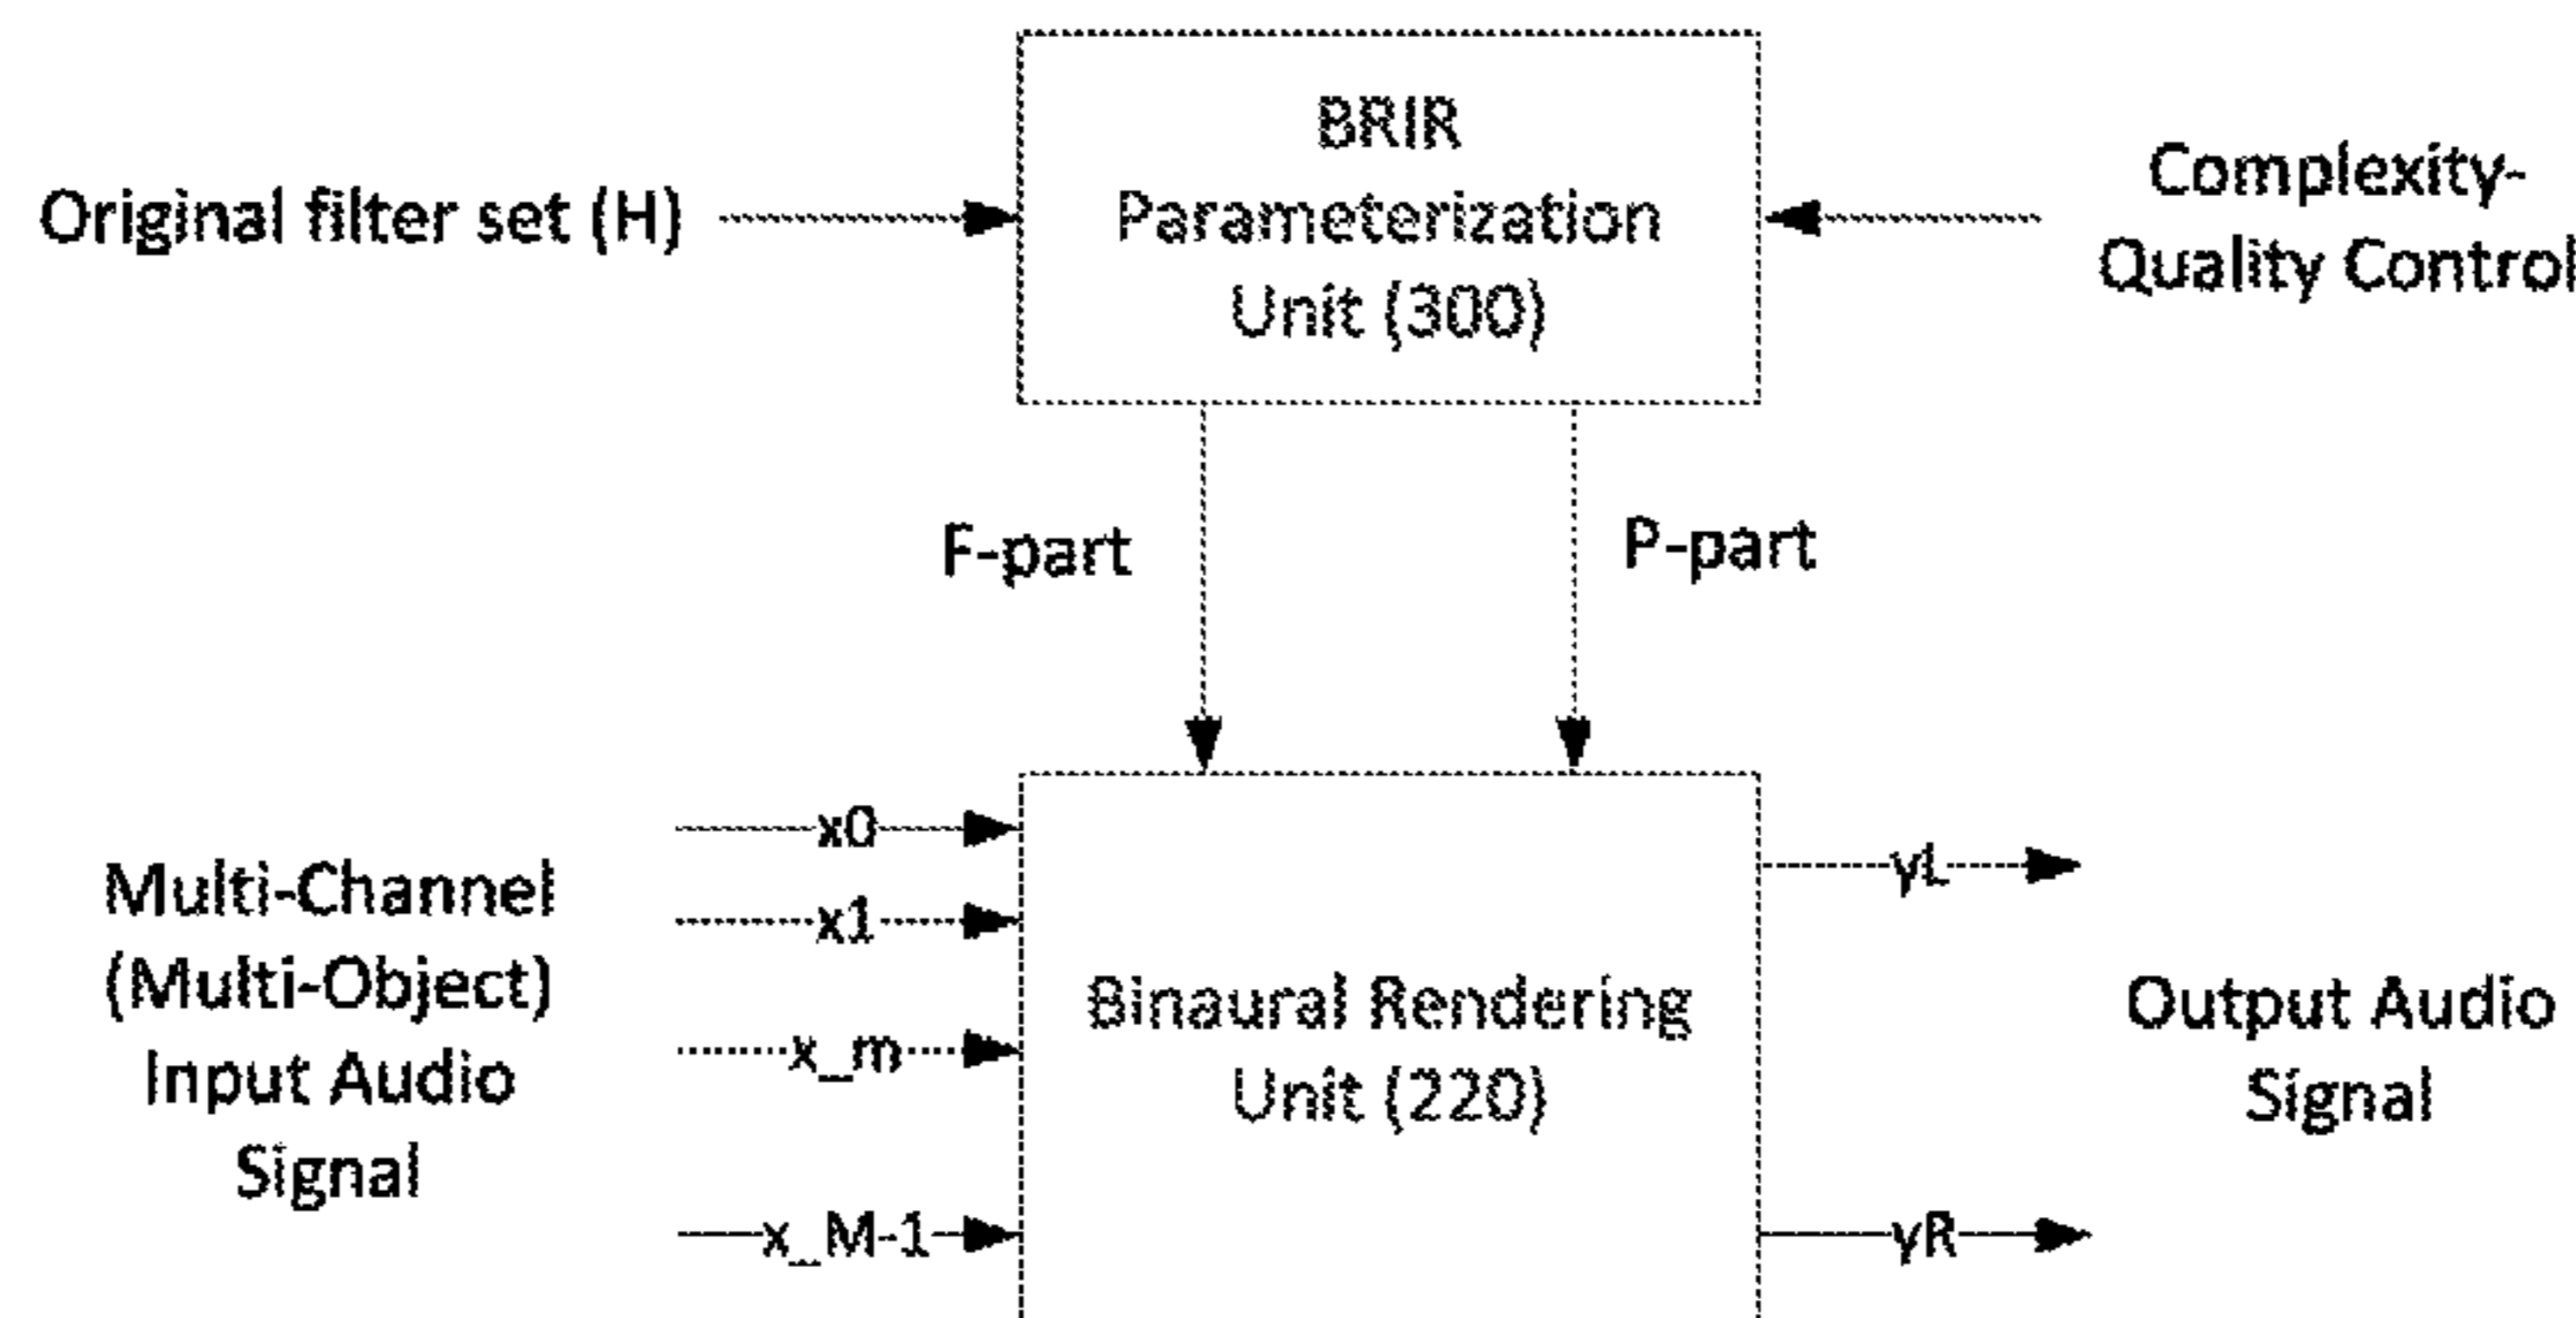 BRIR
Parameterization
Unit (300)
Original filter set (H)
Complexity-
Quality Control
F-part
P-part
Multi-Channel
(Multi-Object)
Input Audio
Signal
x0
x1
x_m
x_M-1
Binaural Rendering
Unit (220)
yL
yR
Output Audio
Signal